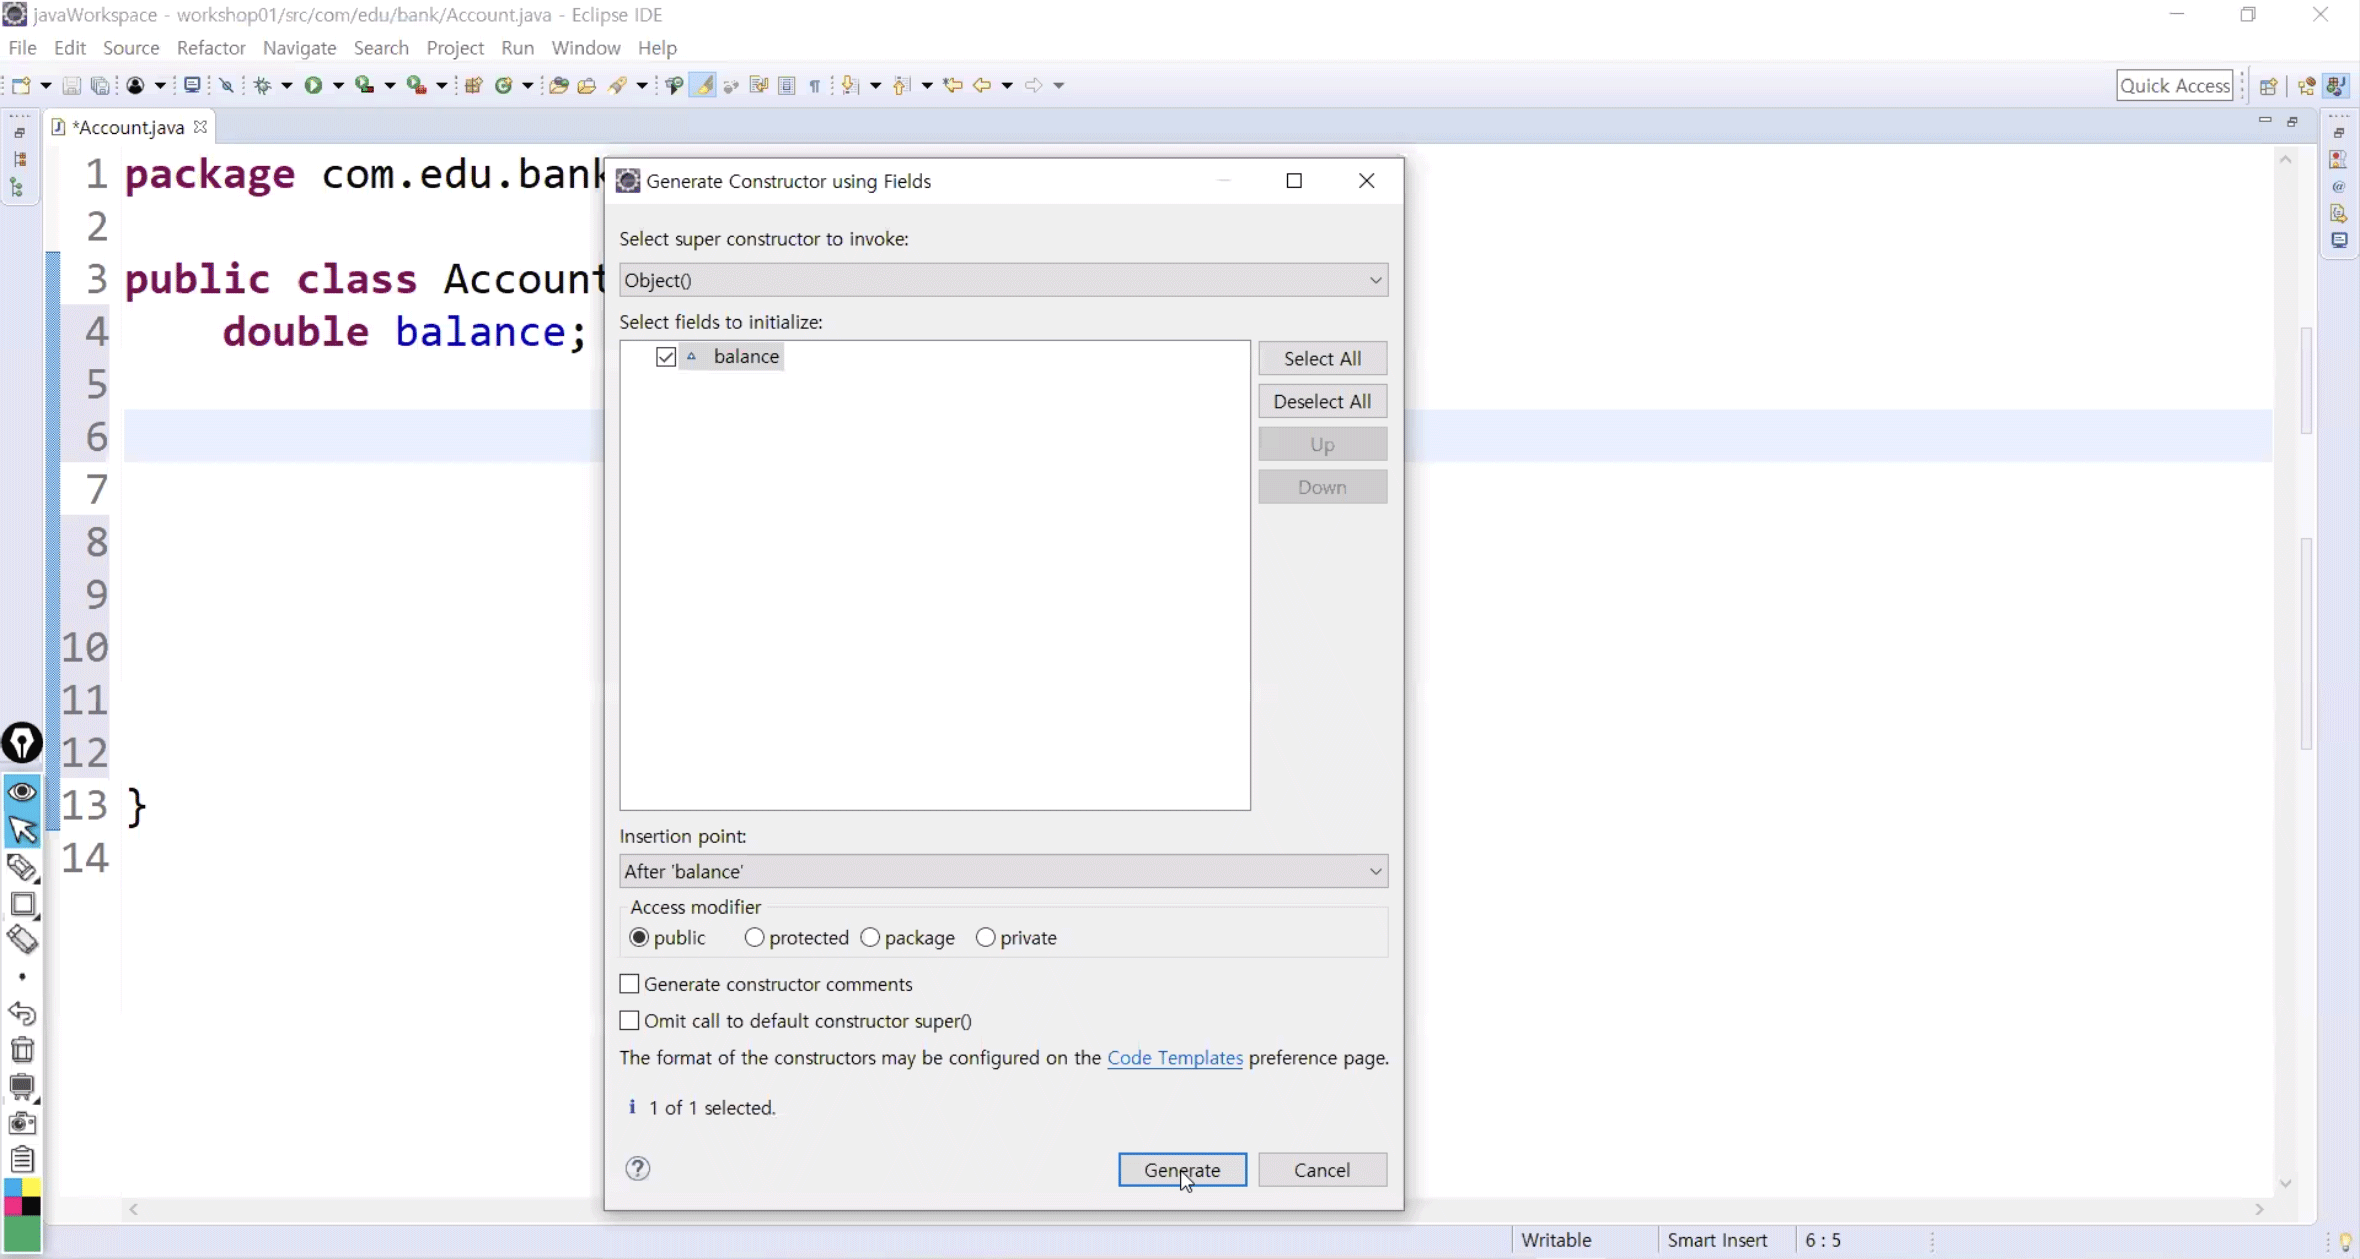 javaWorkspace - workshop01/src/com/edu/bank/Account.java - Eclipse IDE
File Edit Source Refactor Navigate Search Project Run Window Help
Quick Access
*Account.java
1 package com.edu.bank
2
3 public class Account
4 double balance;
5
6
7
8
9
10
11
12
13 }
14
Generate Constructor using Fields
Select super constructor to invoke:
Object()
Select fields to initialize:
balance
Select All
Deselect All
Up
Down
Insertion point:
After 'balance'
Access modifier
public protected package private
Generate constructor comments
Omit call to default constructor super()
The format of the constructors may be configured on the Code Templates preference page.
1 of 1 selected.
Generate Cancel
Writable Smart Insert 6 : 5